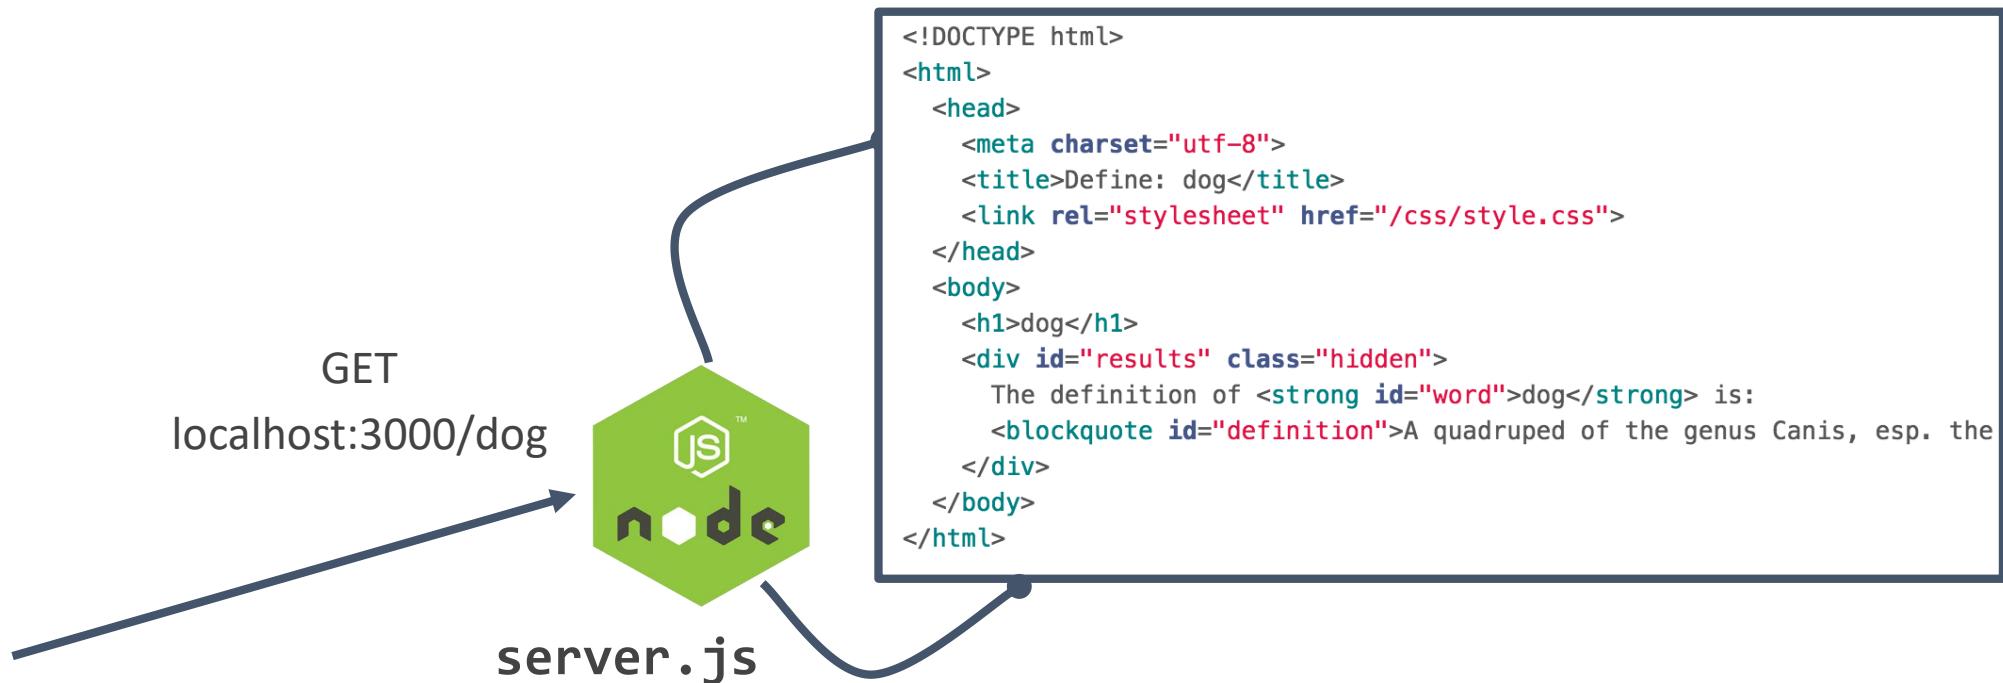 GET
localhost:3000/dog
JS
TM
node
server.js
<!DOCTYPE html>
<html>
  <head>
    <meta charset="utf-8">
    <title>Define: dog</title>
    <link rel="stylesheet" href="/css/style.css">
  </head>
  <body>
    <h1>dog</h1>
    <div id="results" class="hidden">
      The definition of <strong id="word">dog</strong> is:
      <blockquote id="definition">A quadruped of the genus Canis, esp. the
    </div>
  </body>
</html>